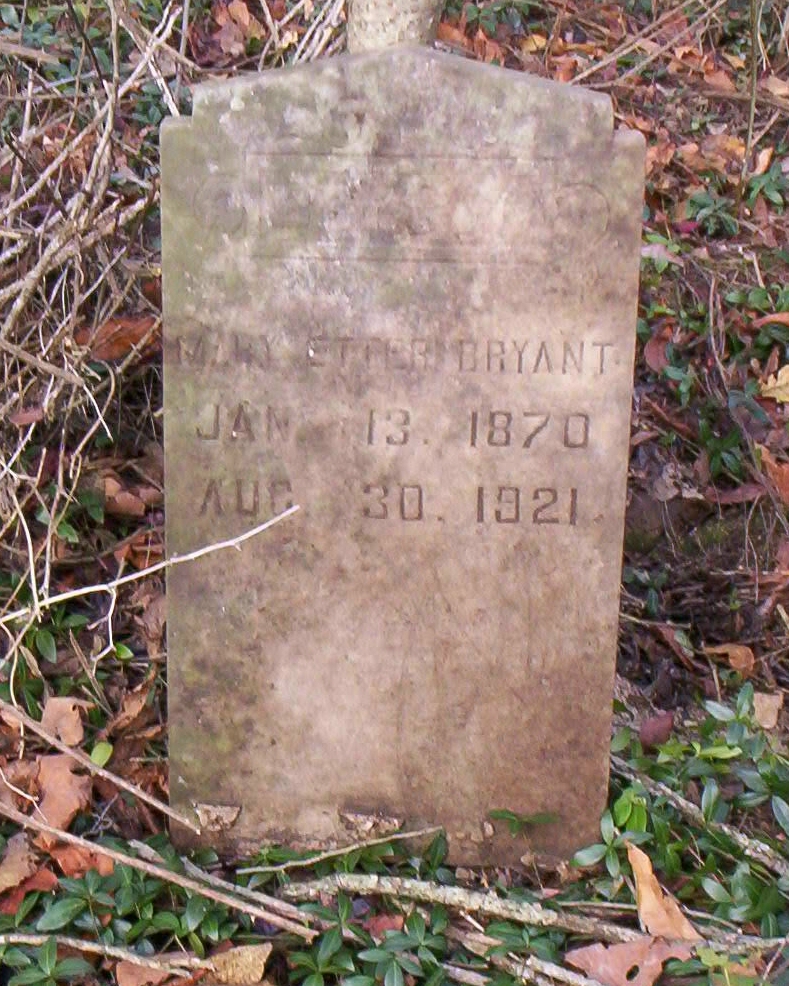 MARY ETTER BRYANT
JAN 13. 1870
AUG 30. 1921.